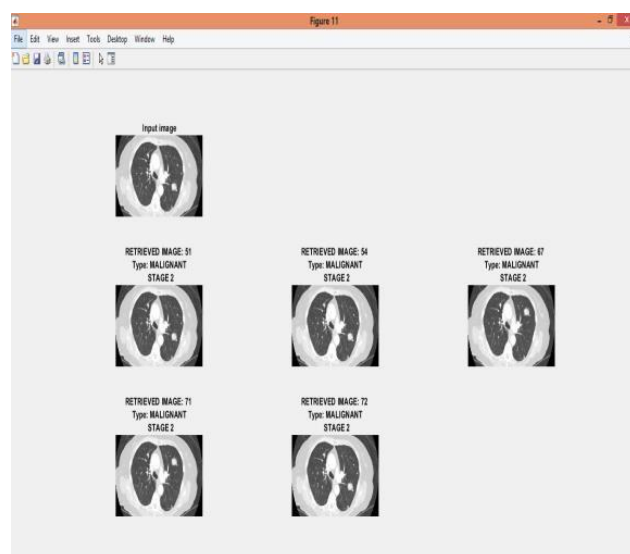 Figure 11
File Edit View Insert Tools Desktop Window Help
Input image
RETRIEVED IMAGE: 51
Type: MALIGNANT
STAGE 2
RETRIEVED IMAGE: 54
Type: MALIGNANT
STAGE 2
RETRIEVED IMAGE: 67
Type: MALIGNANT
STAGE 2
RETRIEVED IMAGE: 71
Type: MALIGNANT
STAGE 2
RETRIEVED IMAGE: 72
Type: MALIGNANT
STAGE 2